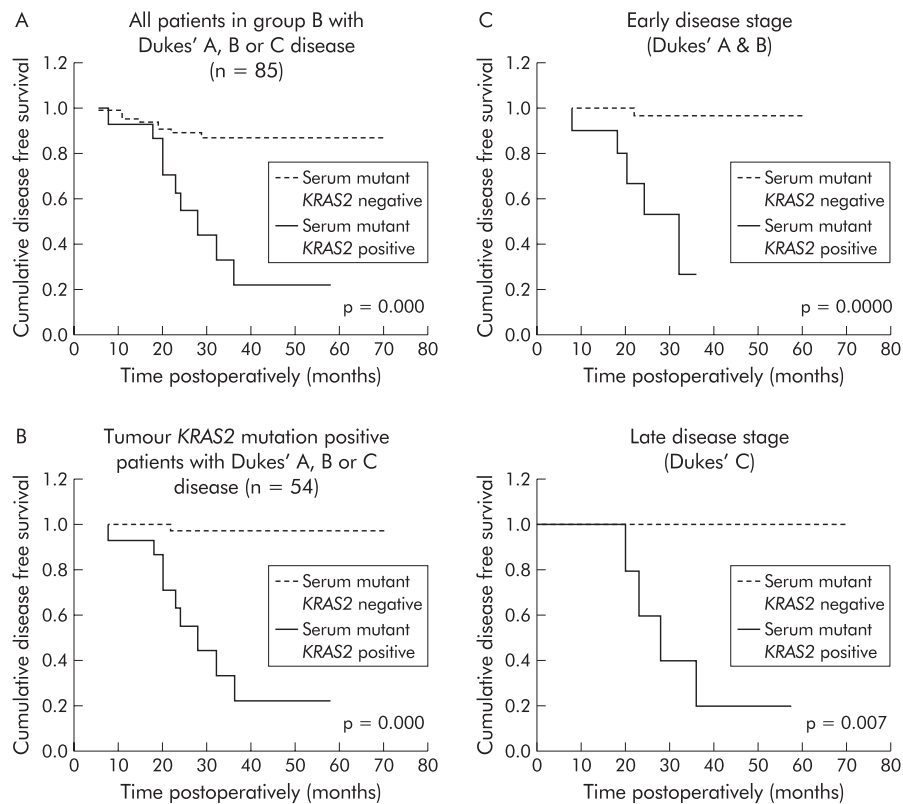 A
All patients in group B with
Dukes' A, B or C disease
(n = 85)
Cumulative disease free survival
1.2
1.0
0.8
0.6
0.4
0.2
0.0
Serum mutant
KRAS2 negative
Serum mutant
KRAS2 positive
p = 0.000
0 10 20 30 40 50 60 70 80
Time postoperatively (months)
C
Early disease stage
(Dukes' A & B)
Cumulative disease free survival
1.2
1.0
0.8
0.6
0.4
0.2
0.0
Serum mutant
KRAS2 negative
Serum mutant
KRAS2 positive
p = 0.0000
0 10 20 30 40 50 60 70 80
Time postoperatively (months)
B
Tumour KRAS2 mutation positive
patients with Dukes' A, B or C
disease (n = 54)
Cumulative disease free survival
1.2
1.0
0.8
0.6
0.4
0.2
0.0
Serum mutant
KRAS2 negative
Serum mutant
KRAS2 positive
p = 0.000
0 10 20 30 40 50 60 70 80
Time postoperatively (months)
Late disease stage
(Dukes' C)
Cumulative disease free survival
1.2
1.0
0.8
0.6
0.4
0.2
0.0
Serum mutant
KRAS2 negative
Serum mutant
KRAS2 positive
p = 0.007
0 10 20 30 40 50 60 70 80
Time postoperatively (months)